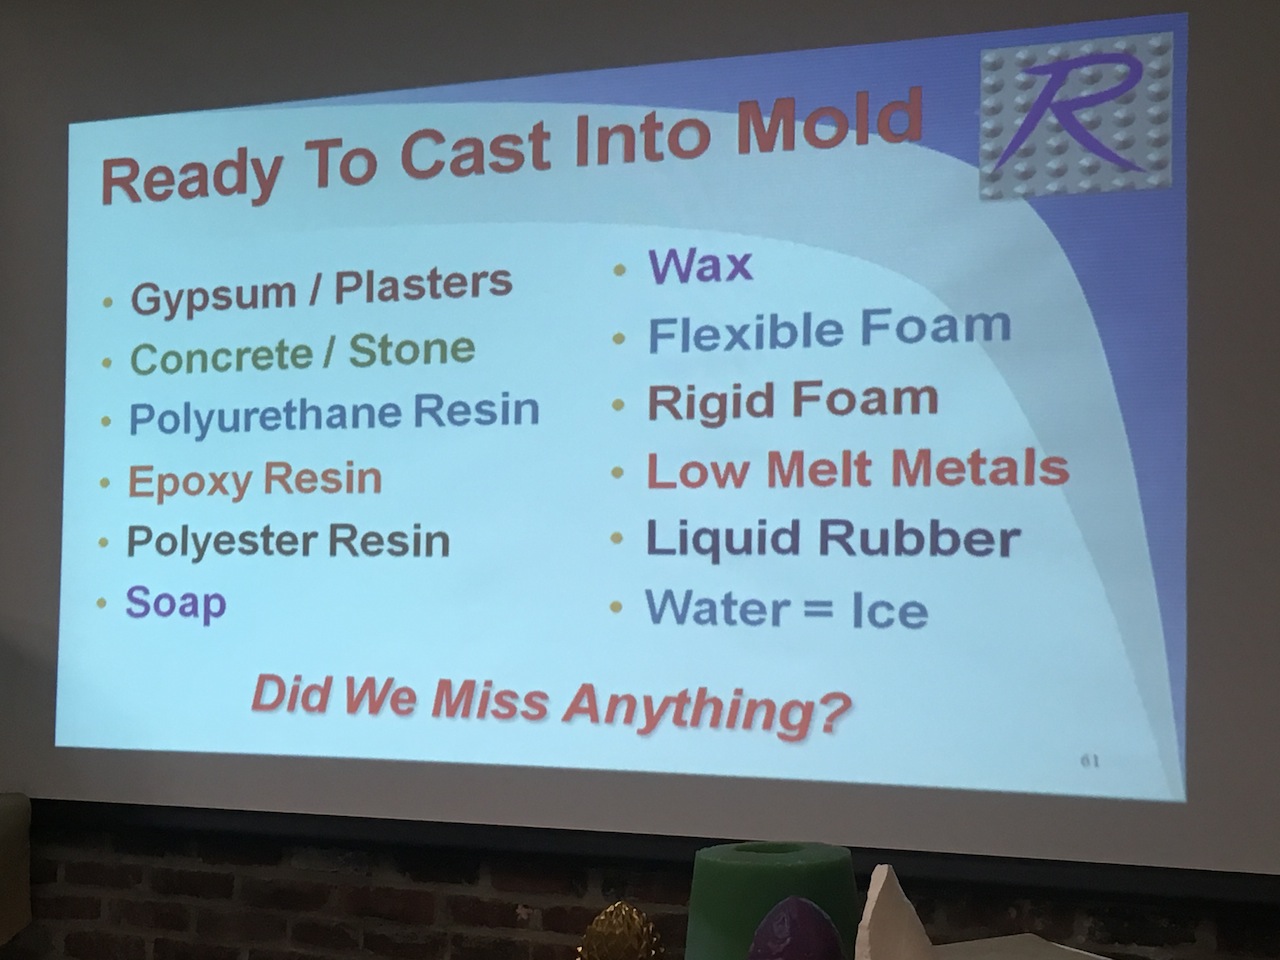 Ready To Cast Into Mold
R
• Gypsum / Plasters
• Concrete / Stone
• Polyurethane Resin
• Epoxy Resin
• Polyester Resin
• Soap
• Wax
• Flexible Foam
• Rigid Foam
• Low Melt Metals
• Liquid Rubber
• Water = Ice
Did We Miss Anything?
61